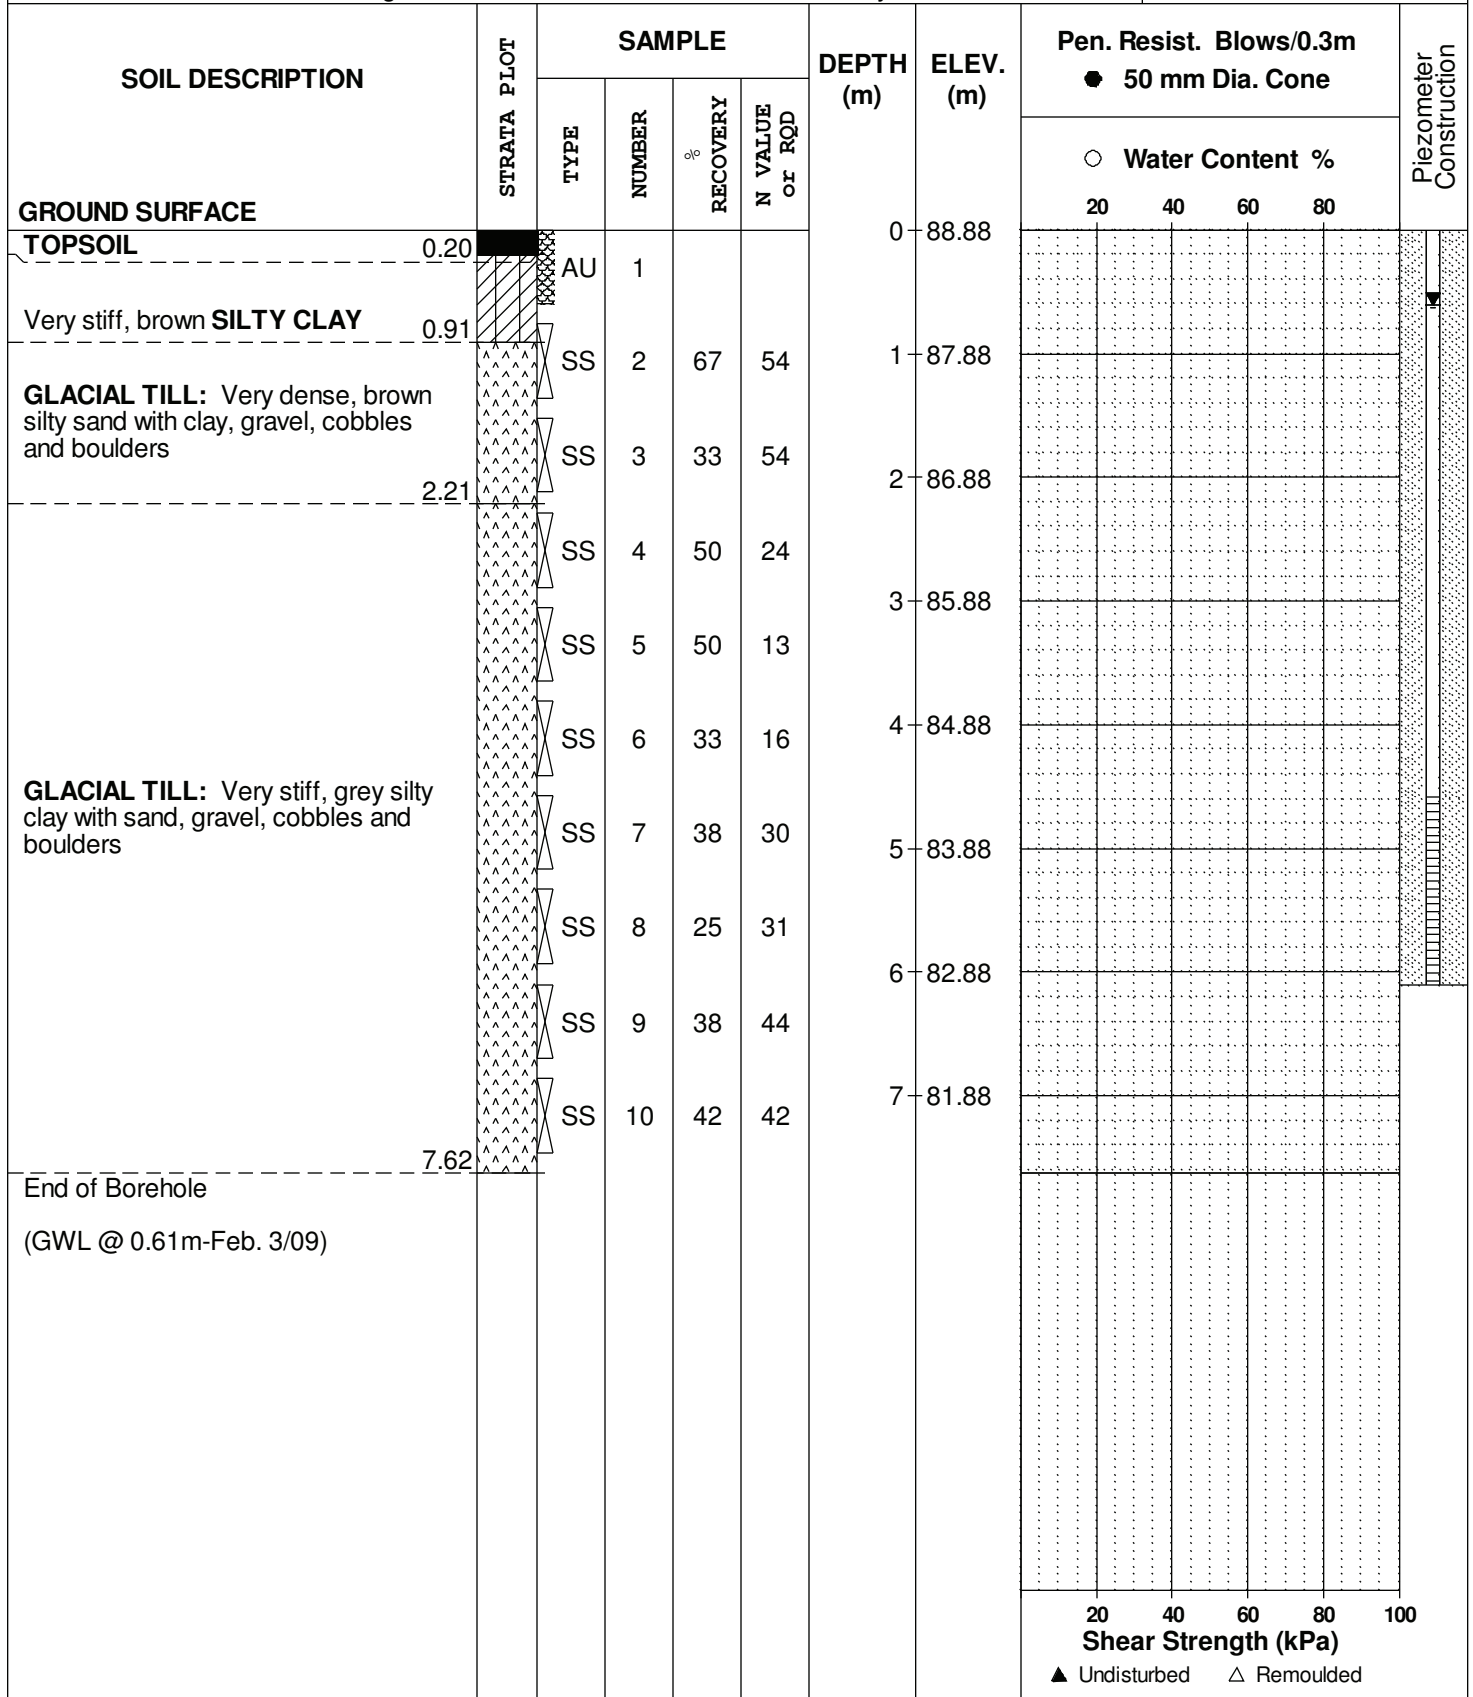 SOIL DESCRIPTION
GROUND SURFACE
STRATA PLOT
SAMPLE
TYPE
NUMBER
% RECOVERY
N VALUE or RQD
DEPTH (m)
ELEV. (m)
Pen. Resist. Blows/0.3m
● 50 mm Dia. Cone
○ Water Content %
20 40 60 80
Piezometer Construction
TOPSOIL 0.20
Very stiff, brown SILTY CLAY 0.91
GLACIAL TILL: Very dense, brown
silty sand with clay, gravel, cobbles
and boulders
2.21
GLACIAL TILL: Very stiff, grey silty
clay with sand, gravel, cobbles and
boulders
7.62
End of Borehole
(GWL @ 0.61m-Feb. 3/09)
AU 1
SS 2 67 54
SS 3 33 54
SS 4 50 24
SS 5 50 13
SS 6 33 16
SS 7 38 30
SS 8 25 31
SS 9 38 44
SS 10 42 42
0 88.88
1 87.88
2 86.88
3 85.88
4 84.88
5 83.88
6 82.88
7 81.88
20 40 60 80 100
Shear Strength (kPa)
▲ Undisturbed △ Remoulded